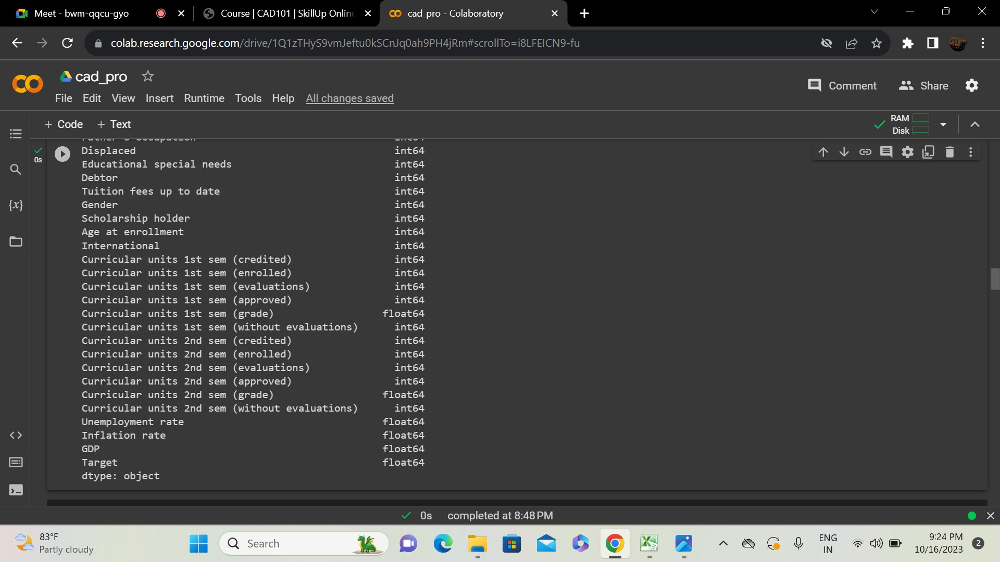 Meet - bwm-qqcu-gyo
Course | CAD101 | SkillUp Online
cad_pro - Colaboratory
colab.research.google.com/drive/1Q1zTHyS9vmJeftu0kSCnJq0ah9PH4jRm#scrollTo=i8LFEICN9-fu
cad_pro
File Edit View Insert Runtime Tools Help All changes saved
Comment Share
+ Code + Text
RAM
Disk
0s
Father's occupation int64
Displaced int64
Educational special needs int64
Debtor int64
Tuition fees up to date int64
Gender int64
Scholarship holder int64
Age at enrollment int64
International int64
Curricular units 1st sem (credited) int64
Curricular units 1st sem (enrolled) int64
Curricular units 1st sem (evaluations) int64
Curricular units 1st sem (approved) int64
Curricular units 1st sem (grade) float64
Curricular units 1st sem (without evaluations) int64
Curricular units 2nd sem (credited) int64
Curricular units 2nd sem (enrolled) int64
Curricular units 2nd sem (evaluations) int64
Curricular units 2nd sem (approved) int64
Curricular units 2nd sem (grade) float64
Curricular units 2nd sem (without evaluations) int64
Unemployment rate float64
Inflation rate float64
GDP float64
Target float64
dtype: object
0s completed at 8:48 PM
83°F
Partly cloudy
Search
ENG
IN
9:24 PM
10/16/2023
2